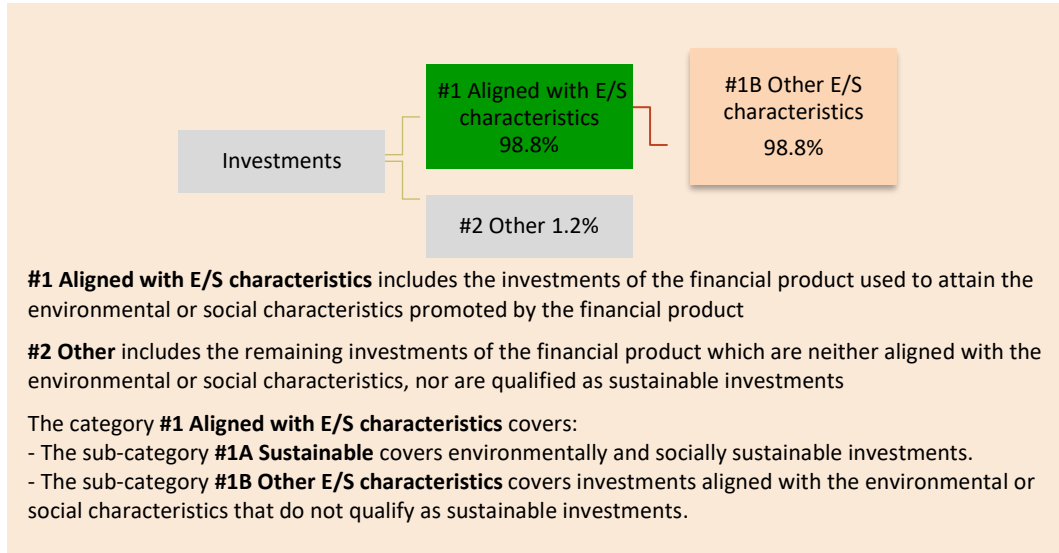 #1 Aligned with E/S
characteristics
98.8%
#1B Other E/S
characteristics
98.8%
Investments
#2 Other 1.2%
#1 Aligned with E/S characteristics includes the investments of the financial product used to attain the
environmental or social characteristics promoted by the financial product
#2 Other includes the remaining investments of the financial product which are neither aligned with the
environmental or social characteristics, nor are qualified as sustainable investments
The category #1 Aligned with E/S characteristics covers:
- The sub-category #1A Sustainable covers environmentally and socially sustainable investments.
- The sub-category #1B Other E/S characteristics covers investments aligned with the environmental or
social characteristics that do not qualify as sustainable investments.